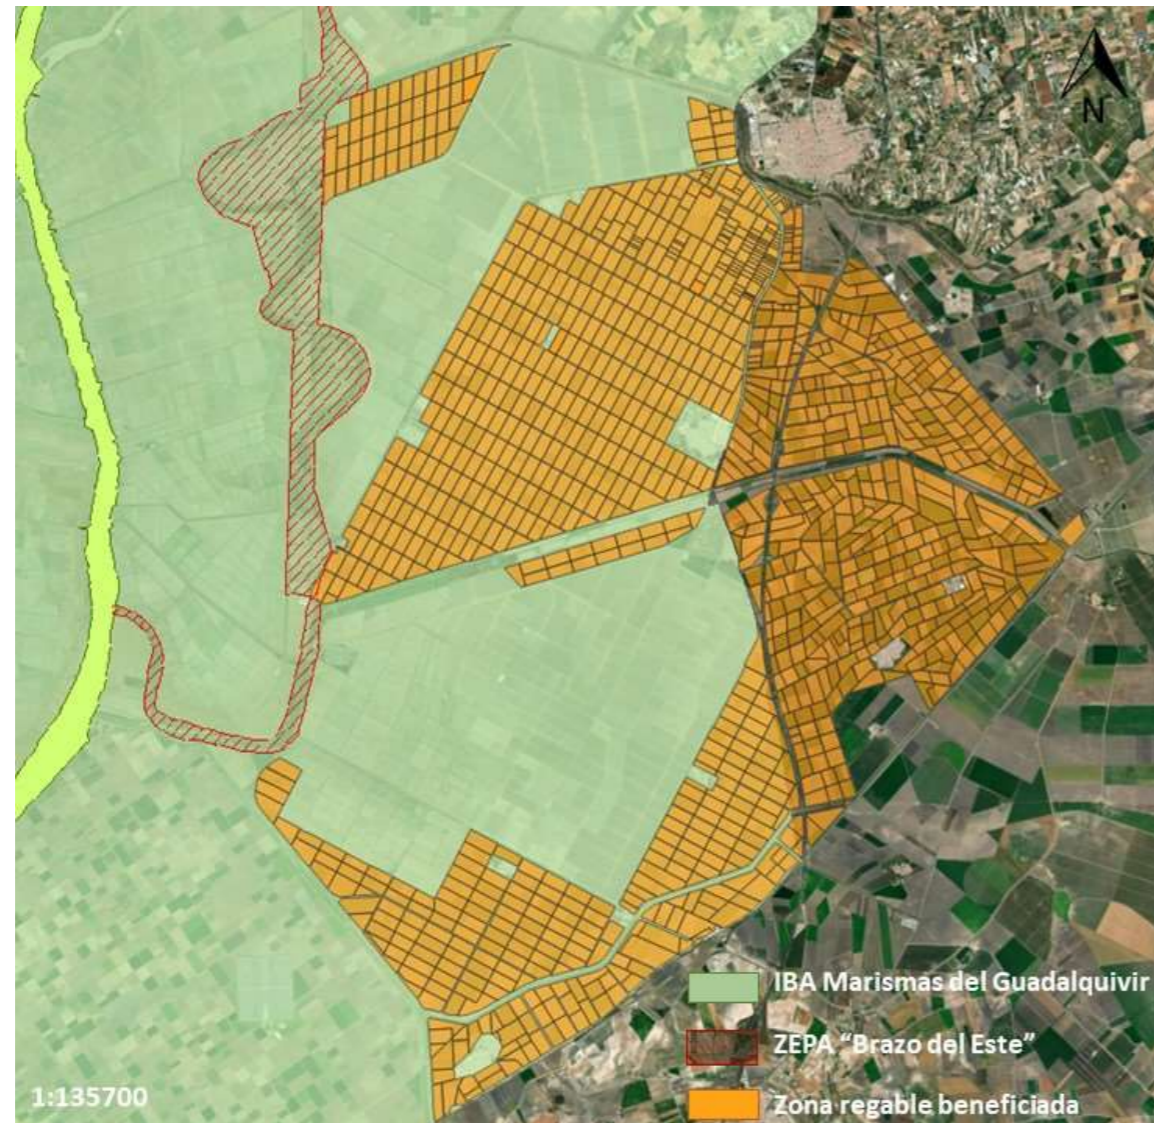 N
IBA Marismas del Guadalquivir
ZEPA “Brazo del Este”
1:135700
Zona regable beneficiada